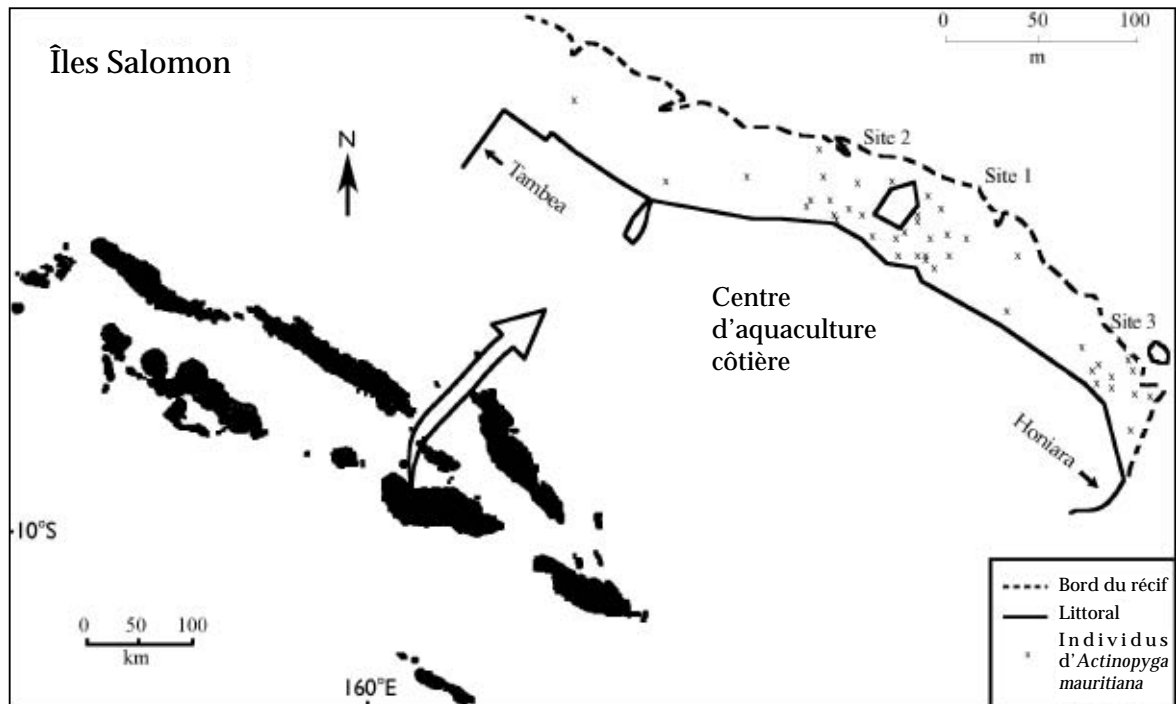 Îles Salomon
0 50 100
m
N
Tambea
Site 2
Site 1
Centre
d'aquaculture
côtière
Site 3
Honiara
10°S
0 50 100
km
160°E
Bord du récif
Littoral
Individus
d'Actinopyga
mauritiana